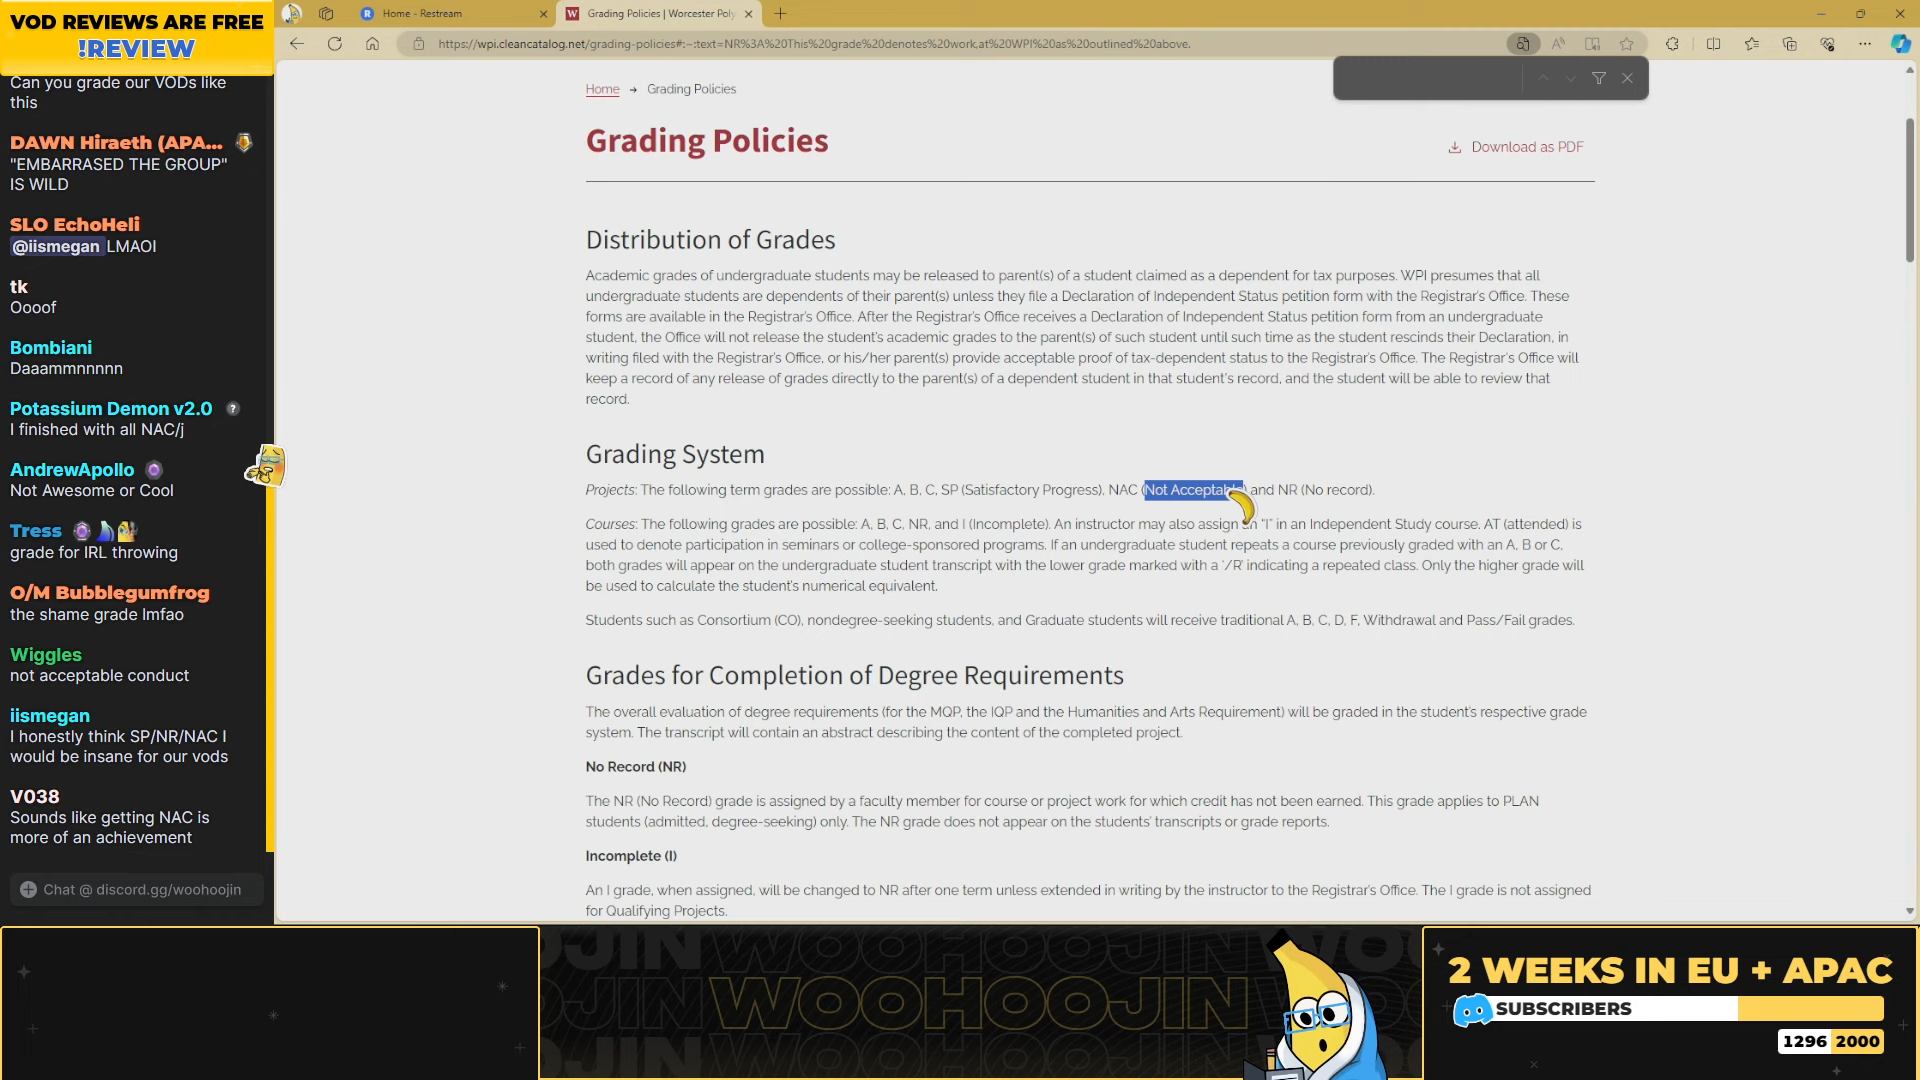 VOD REVIEWS ARE FREE
!REVIEW
Can you grade our VODs like
this
DAWN Hiraeth (APA...
"EMBARRASED THE GROUP"
IS WILD
SLO EchoHeli
@iismegan LMAOI
tk
Oooof
Bombiani
Daaammnnnnn
Potassium Demon v2.0
I finished with all NAC/j
AndrewApollo
Not Awesome or Cool
Tress
grade for IRL throwing
O/M Bubblegumfrog
the shame grade lmfao
Wiggles
not acceptable conduct
iismegan
I honestly think SP/NR/NAC I
would be insane for our vods
V038
Sounds like getting NAC is
more of an achievement
Chat @ discord.gg/woohoojin
Home - Restream
Grading Policies | Worcester Poly
https://wpi.cleancatalog.net/grading-policies#:~:text=NR%3A%20This%20grade%20denotes%20work,at%20WPI%20as%20outlined%20above.
Home → Grading Policies
Grading Policies
Download as PDF
Distribution of Grades
Academic grades of undergraduate students may be released to parent(s) of a student claimed as a dependent for tax purposes. WPI presumes that all
undergraduate students are dependents of their parent(s) unless they file a Declaration of Independent Status petition form with the Registrar's Office. These
forms are available in the Registrar's Office. After the Registrar's Office receives a Declaration of Independent Status petition form from an undergraduate
student, the Office will not release the student's academic grades to the parent(s) of such student until such time as the student rescinds their Declaration, in
writing filed with the Registrar's Office, or his/her parent(s) provide acceptable proof of tax-dependent status to the Registrar's Office. The Registrar's Office will
keep a record of any release of grades directly to the parent(s) of a dependent student in that student's record, and the student will be able to review that
record.
Grading System
Projects: The following term grades are possible: A, B, C, SP (Satisfactory Progress), NAC (Not Acceptable) and NR (No record).
Courses: The following grades are possible: A, B, C, NR, and I (Incomplete). An instructor may also assign an "I" in an Independent Study course. AT (attended) is
used to denote participation in seminars or college-sponsored programs. If an undergraduate student repeats a course previously graded with an A, B or C,
both grades will appear on the undergraduate student transcript with the lower grade marked with a '/R' indicating a repeated class. Only the higher grade will
be used to calculate the student's numerical equivalent.
Students such as Consortium (CO), nondegree-seeking students, and Graduate students will receive traditional A, B, C, D, F, Withdrawal and Pass/Fail grades.
Grades for Completion of Degree Requirements
The overall evaluation of degree requirements (for the MQP, the IQP and the Humanities and Arts Requirement) will be graded in the student's respective grade
system. The transcript will contain an abstract describing the content of the completed project.
No Record (NR)
The NR (No Record) grade is assigned by a faculty member for course or project work for which credit has not been earned. This grade applies to PLAN
students (admitted, degree-seeking) only. The NR grade does not appear on the students' transcripts or grade reports.
Incomplete (I)
An I grade, when assigned, will be changed to NR after one term unless extended in writing by the instructor to the Registrar's Office. The I grade is not assigned
for Qualifying Projects.
WOOHOOJIN
2 WEEKS IN EU + APAC
SUBSCRIBERS
1296 2000